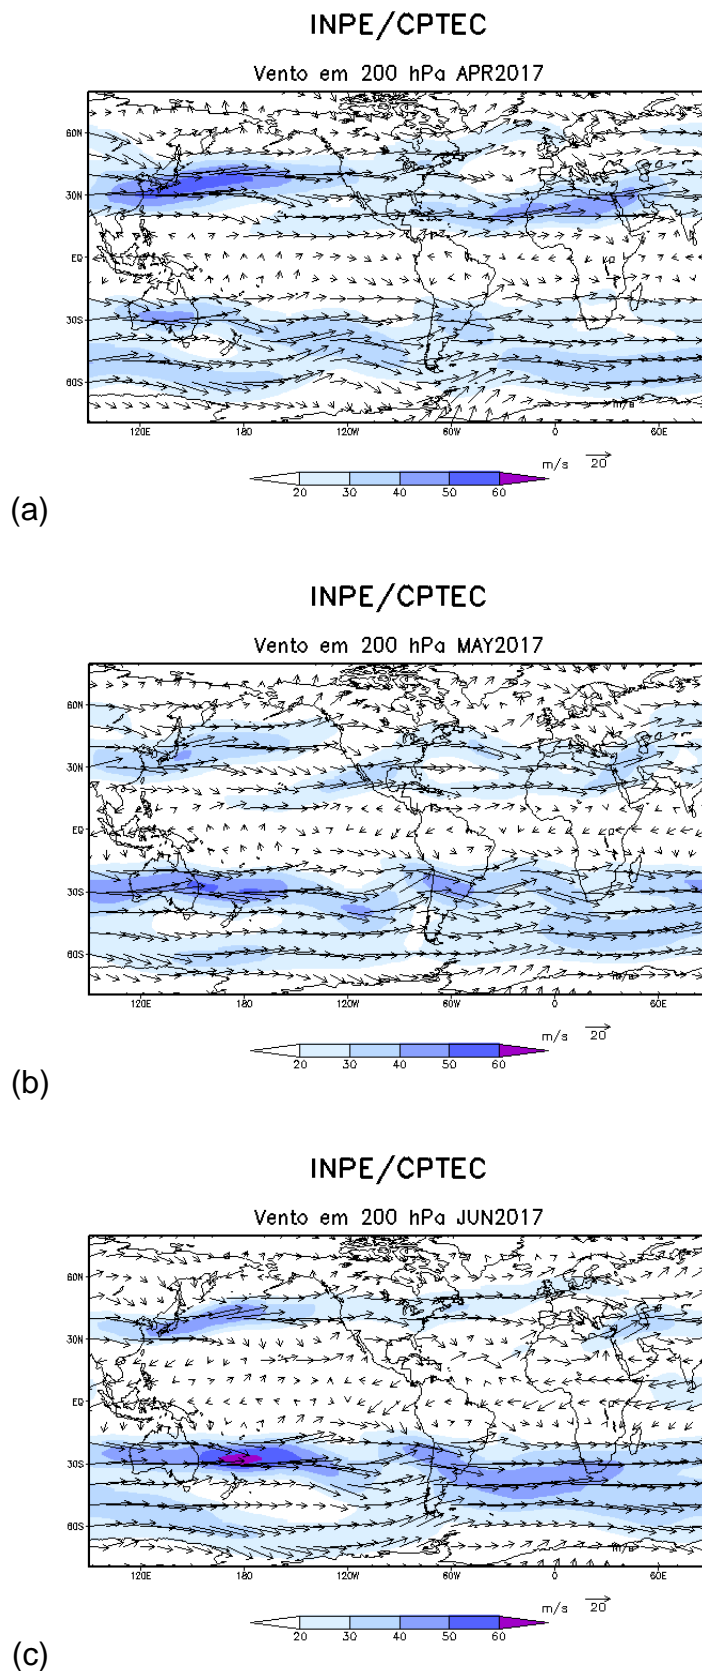 INPE/CPTEC
Vento em 200 hPa APR2017
60N
30N
EQ
30S
60S
m/s
120E 180 120W 60W 0 60E
m/s 20
20 30 40 50 60
(a)
INPE/CPTEC
Vento em 200 hPa MAY2017
60N
30N
EQ
30S
60S
m/s
120E 180 120W 60W 0 60E
m/s 20
20 30 40 50 60
(b)
INPE/CPTEC
Vento em 200 hPa JUN2017
60N
30N
EQ
30S
60S
m/s
120E 180 120W 60W 0 60E
m/s 20
20 30 40 50 60
(c)